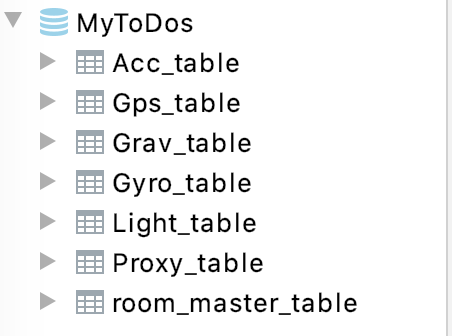 MyToDos
Acc_table
Gps_table
Grav_table
Gyro_table
Light_table
Proxy_table
room_master_table